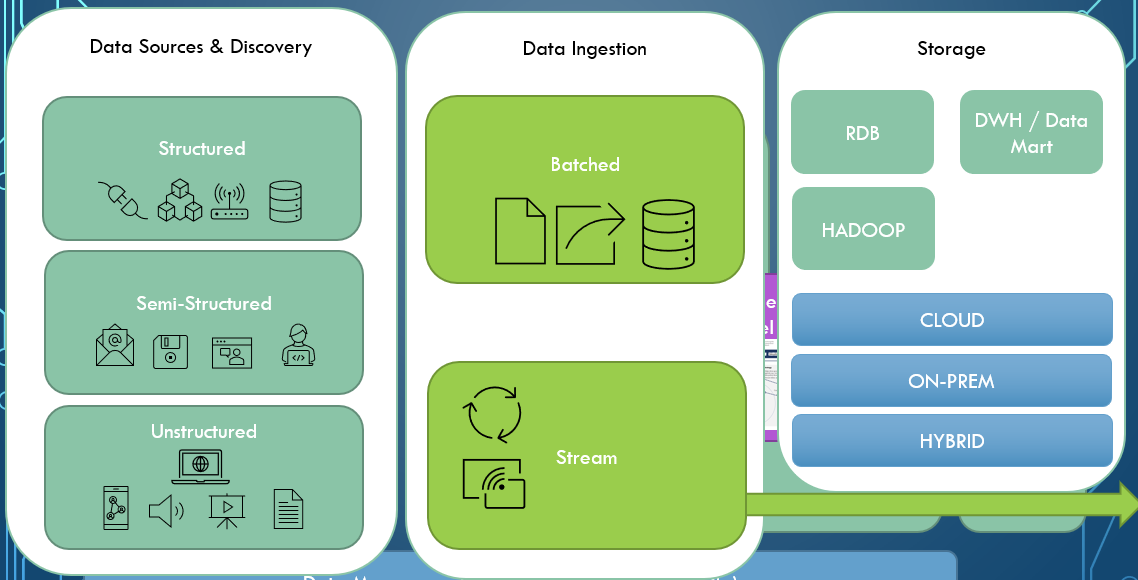 Data Sources & Discovery
Structured
Semi-Structured
@
</>
Unstructured
Data Ingestion
Batched
Stream
Storage
RDB
DWH / Data
Mart
HADOOP
CLOUD
ON-PREM
HYBRID